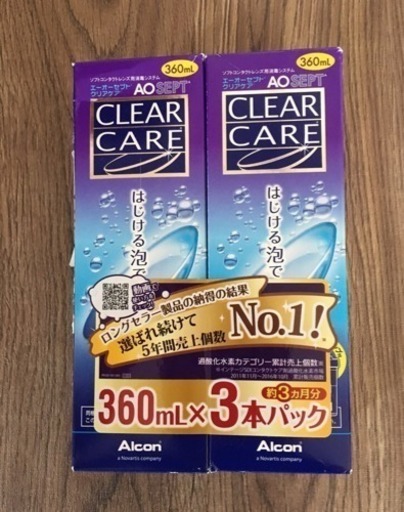 360mL
ソフトコンタクトレンズ用消毒システム
エーオーセプト
クリアケア
AOSEPT
CLEAR
CARE
はじける泡で
360mL
ソフトコンタクトレンズ用消毒システム
エーオーセプト
クリアケア
AOSEPT
CLEAR
CARE
はじける泡で
動画で
ロングセラー製品の納得の結果
選ばれ続けて
5年間売上個数
No.1!
過酸化水素カテゴリー累計売上個数※
約3ヵ月分
360mL×3本パック
Alcon
a Novartis company
Alcon
a Novartis company